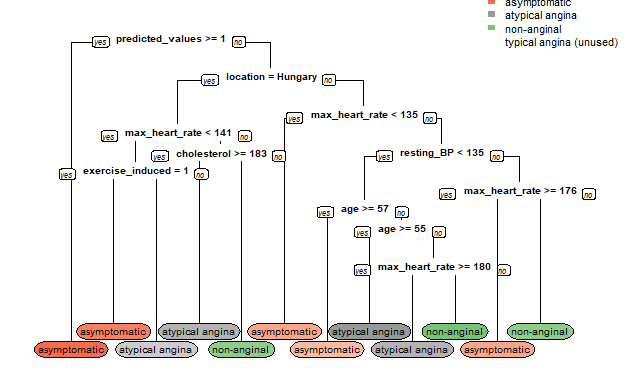 asymptomatic
atypical angina
non-anginal
typical angina (unused)
yes predicted_values >= 1 no
yes location = Hungary no
yes max_heart_rate < 135 no
yes max_heart_rate < 141 no
yes cholesterol >= 183 no
yes resting_BP < 135 no
yes exercise_induced = 1 no
yes max_heart_rate >= 176 no
yes age >= 57 no
yes age >= 55 no
yes max_heart_rate >= 180 no
asymptomatic atypical angina asymptomatic atypical angina non-anginal non-anginal
asymptomatic atypical angina non-anginal asymptomatic atypical angina asymptomatic